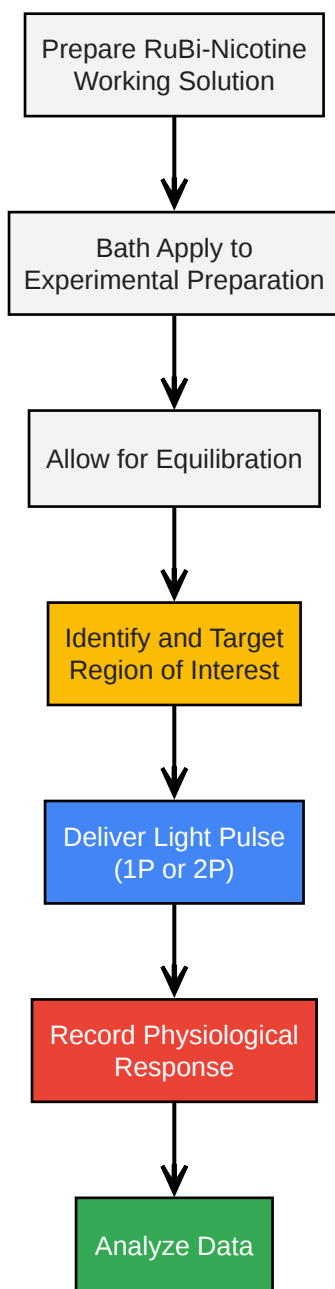 Prepare RuBi-Nicotine
Working Solution
Bath Apply to
Experimental Preparation
Allow for Equilibration
Identify and Target
Region of Interest
Deliver Light Pulse
(1P or 2P)
Record Physiological
Response
Analyze Data